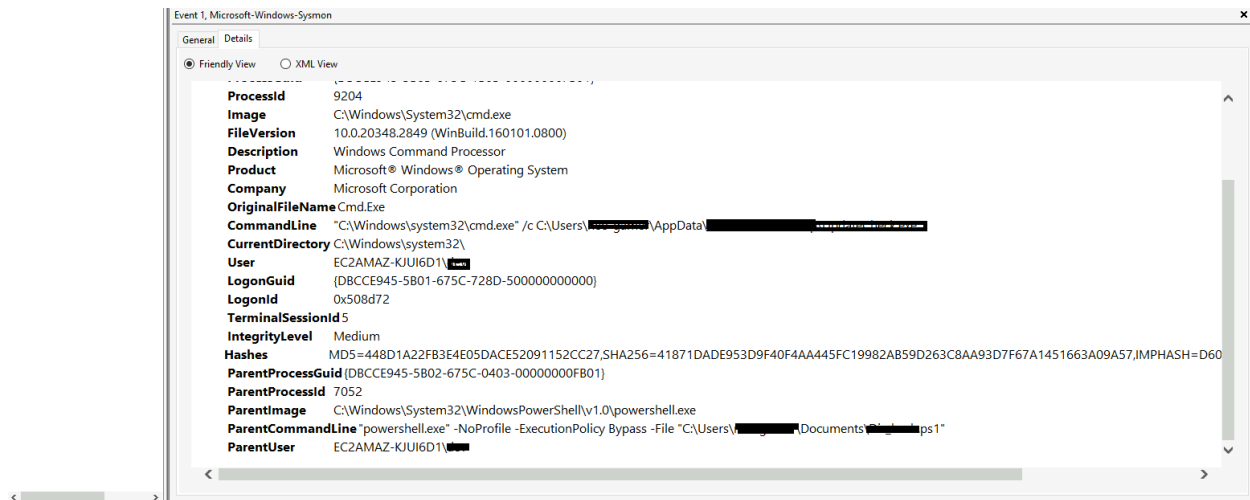 Event 1, Microsoft-Windows-Sysmon
General Details
Friendly View XML View
ProcessId 9204
Image C:\Windows\System32\cmd.exe
FileVersion 10.0.20348.2849 (WinBuild.160101.0800)
Description Windows Command Processor
Product Microsoft® Windows® Operating System
Company Microsoft Corporation
OriginalFileName Cmd.Exe
CommandLine "C:\Windows\system32\cmd.exe" /c C:\Users\ \AppData\
CurrentDirectory C:\Windows\system32\
User EC2AMAZ-KJUI6D1\
LogonGuid {DBCCE945-5B01-675C-728D-500000000000}
LogonId 0x508d72
TerminalSessionId 5
IntegrityLevel Medium
Hashes MD5=448D1A22FB3E4E05DACE52091152CC27,SHA256=41871DADE953D9F40F4AA445FC19982AB59D263C8AA93D7F67A1451663A09A57,IMPHASH=D60
ParentProcessGuid {DBCCE945-5B02-675C-0403-00000000FB01}
ParentProcessId 7052
ParentImage C:\Windows\System32\WindowsPowerShell\v1.0\powershell.exe
ParentCommandLine "powershell.exe" -NoProfile -ExecutionPolicy Bypass -File "C:\Users\ \Documents\ ps1"
ParentUser EC2AMAZ-KJUI6D1\